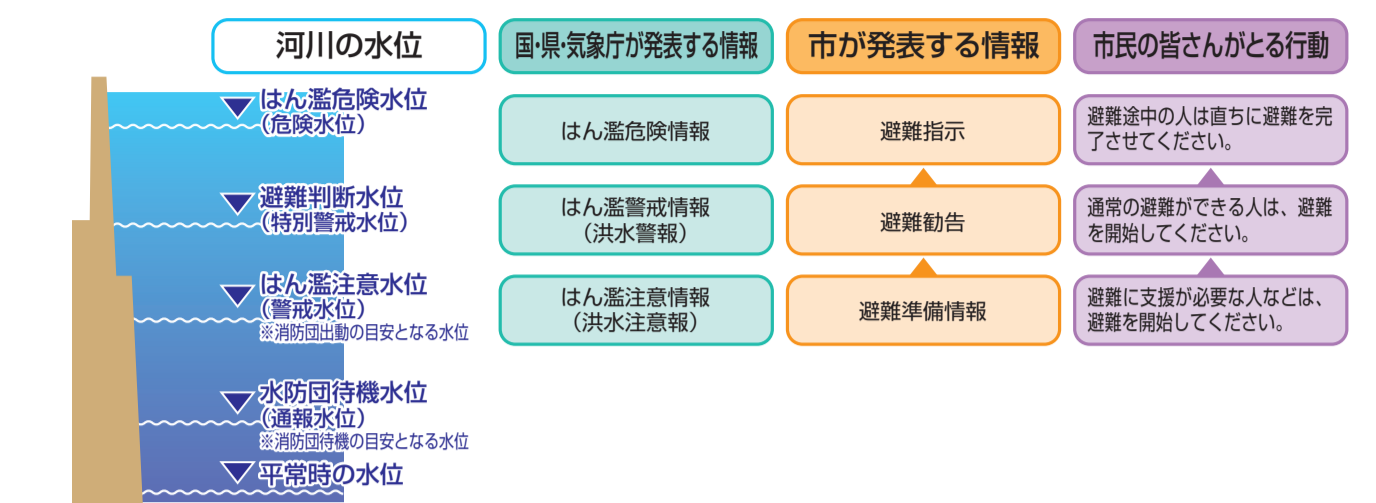 河川の水位
国・県・気象庁が発表する情報
市が発表する情報
市民の皆さんがとる行動
はん濫危険水位
(危険水位)
はん濫危険情報
避難指示
避難途中の人は直ちに避難を完
了させてください。
避難判断水位
(特別警戒水位)
はん濫警戒情報
(洪水警報)
避難勧告
通常の避難ができる人は、避難
を開始してください。
はん濫注意水位
(警戒水位)
※消防団出動の目安となる水位
はん濫注意情報
(洪水注意報)
避難準備情報
避難に支援が必要な人などは、
避難を開始してください。
水防団待機水位
(通報水位)
※消防団待機の目安となる水位
平常時の水位